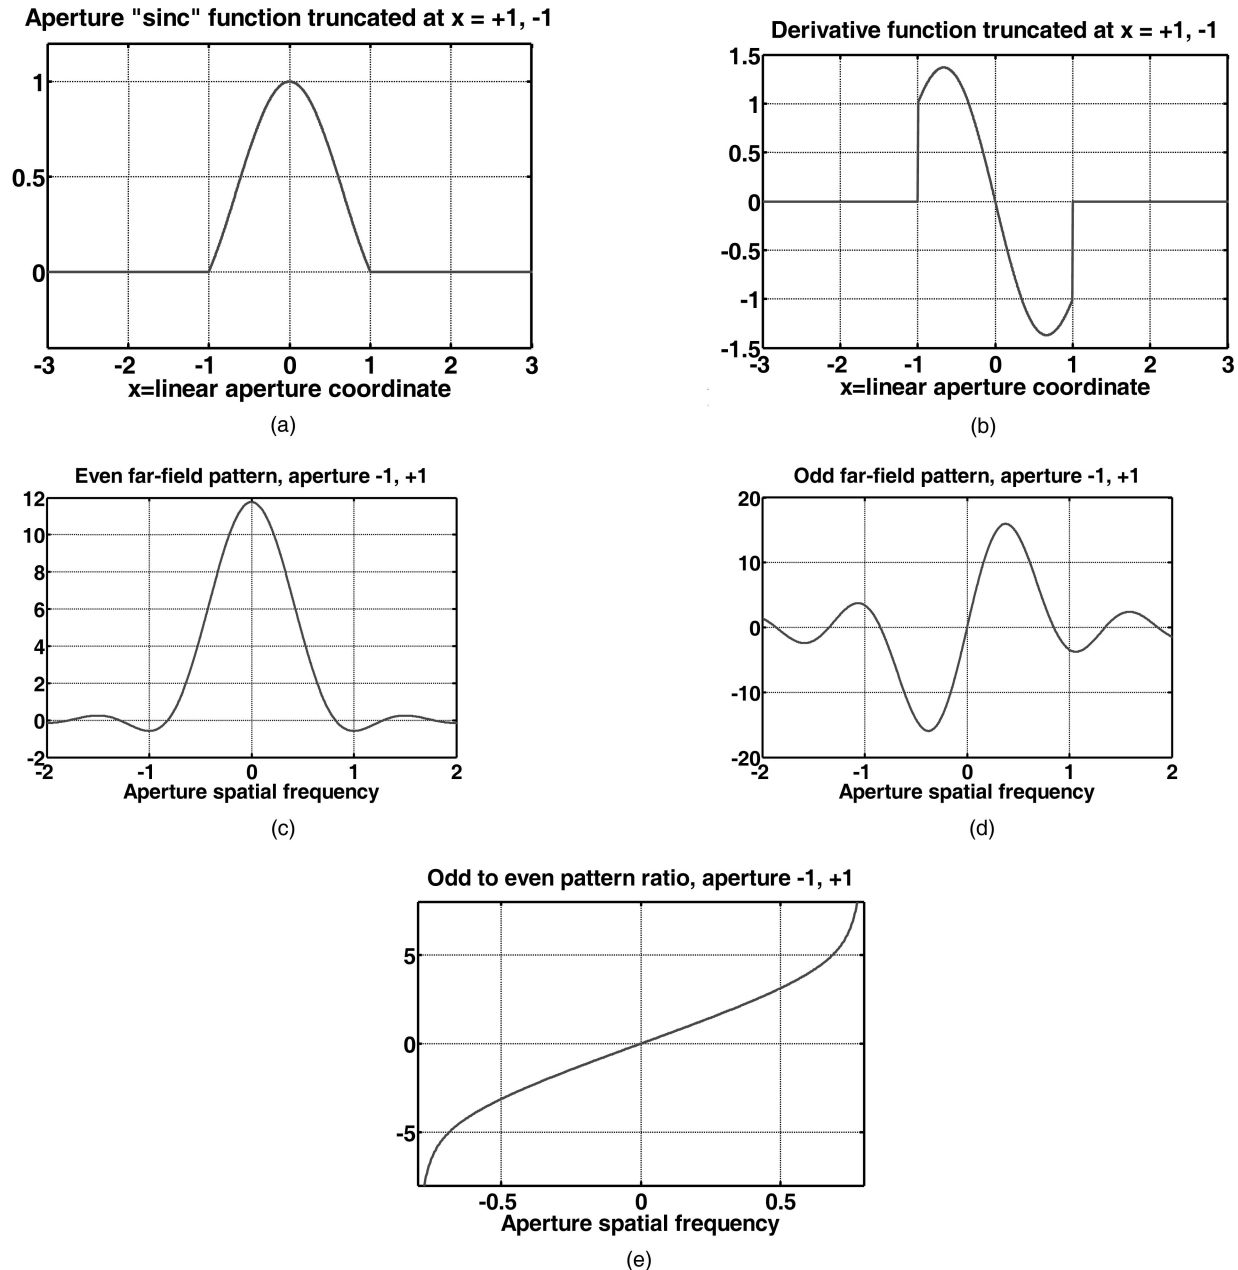 Aperture "sinc" function truncated at x = +1, -1
1
0.5
0
-3 -2 -1 0 1 2 3
x=linear aperture coordinate
(a)
Derivative function truncated at x = +1, -1
1.5
1
0.5
0
-0.5
-1
-1.5
-3 -2 -1 0 1 2 3
x=linear aperture coordinate
(b)
Even far-field pattern, aperture -1, +1
12
10
8
6
4
2
0
-2
-2 -1 0 1 2
Aperture spatial frequency
(c)
Odd far-field pattern, aperture -1, +1
20
10
0
-10
-20
-2 -1 0 1 2
Aperture spatial frequency
(d)
Odd to even pattern ratio, aperture -1, +1
5
0
-5
-0.5 0 0.5
Aperture spatial frequency
(e)